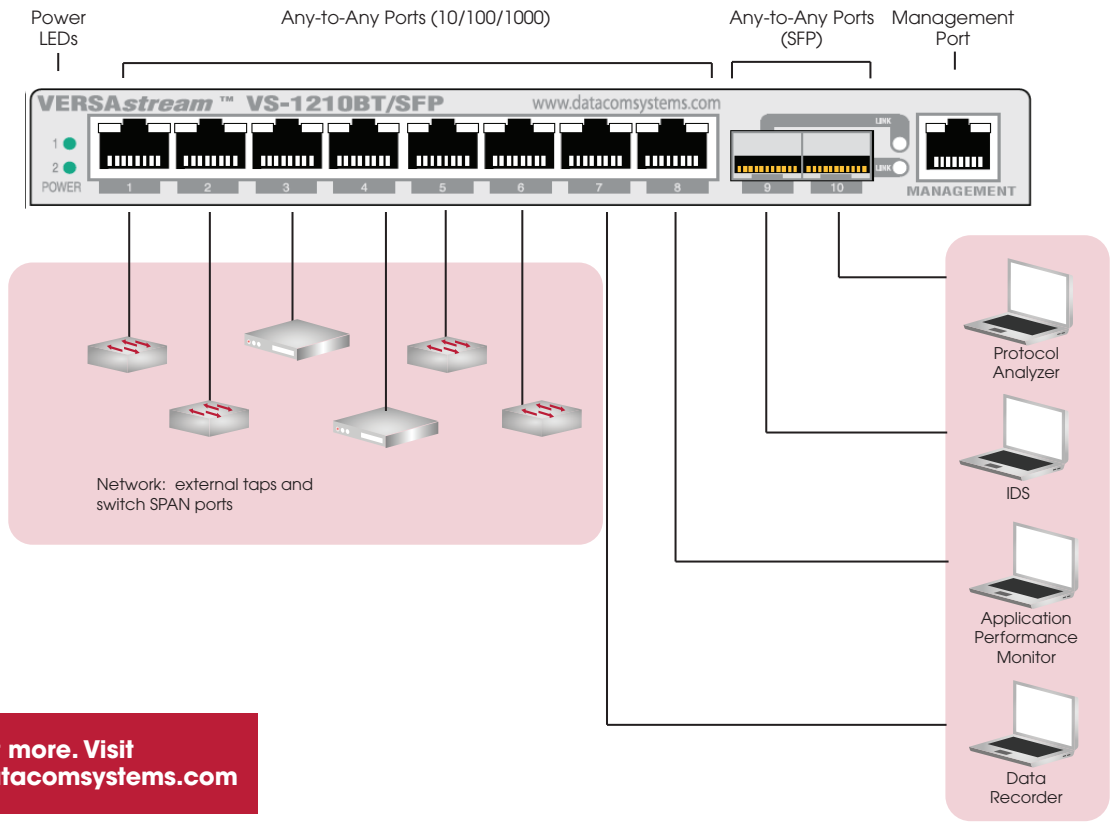 Power
LEDs
Any-to-Any Ports (10/100/1000)
Any-to-Any Ports
(SFP)
Management
Port
VERSAstream ™ VS-1210BT/SFP
www.datacomsystems.com
LINK
1
2
LINK
POWER
1
2
3
4
5
6
7
8
9
10
MANAGEMENT
Protocol
Analyzer
Network: external taps and
switch SPAN ports
IDS
Application
Performance
Monitor
more. Visit
tacomsystems.com
Data
Recorder